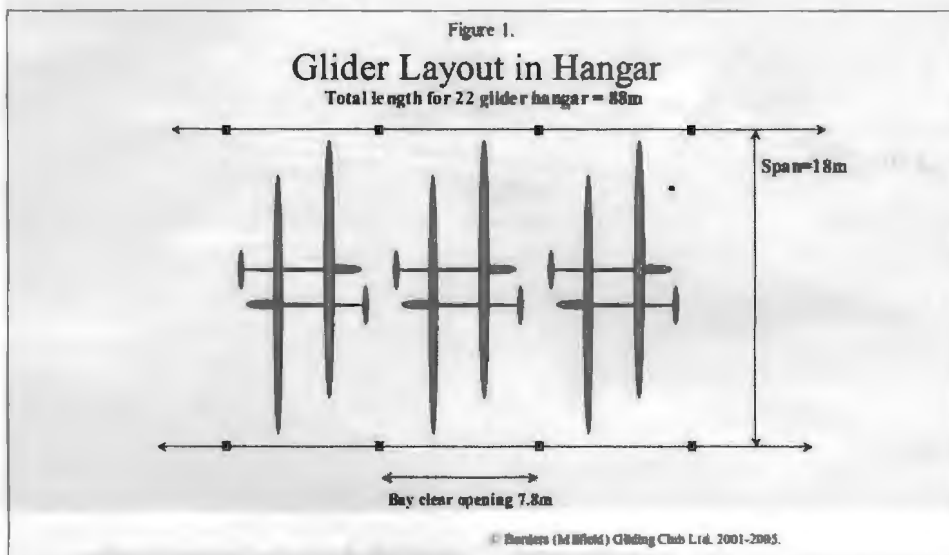 Figure 1.
Glider Layout in Hangar
Total length for 22 glider hangar = 88m
Span=18m
Bay clear opening 7.8m
© Borders (Milfield) Gliding Club Ltd. 2001-2005.